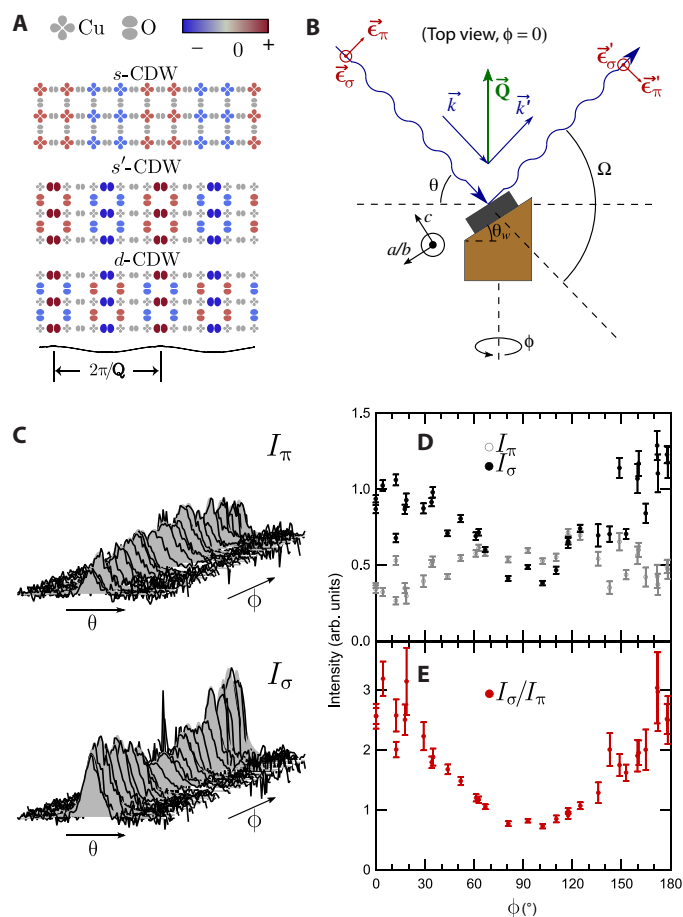 A
Cu
O
−
0
+
s-CDW
s′-CDW
d-CDW
2π/Q
B
(Top view, ϕ = 0)
ϵ⃗π
ϵ⃗σ
k⃗
Q⃗
k⃗′
ϵ⃗′σ
ϵ⃗′π
θ
Ω
θw
c
a/b
ϕ
C
Iπ
θ
ϕ
Iσ
θ
ϕ
D
Iπ
Iσ
1.5
1.0
0.5
0.0
Intensity (arb. units)
E
Iσ/Iπ
3
2
1
0
0
30
60
90
120
150
180
ϕ (°)